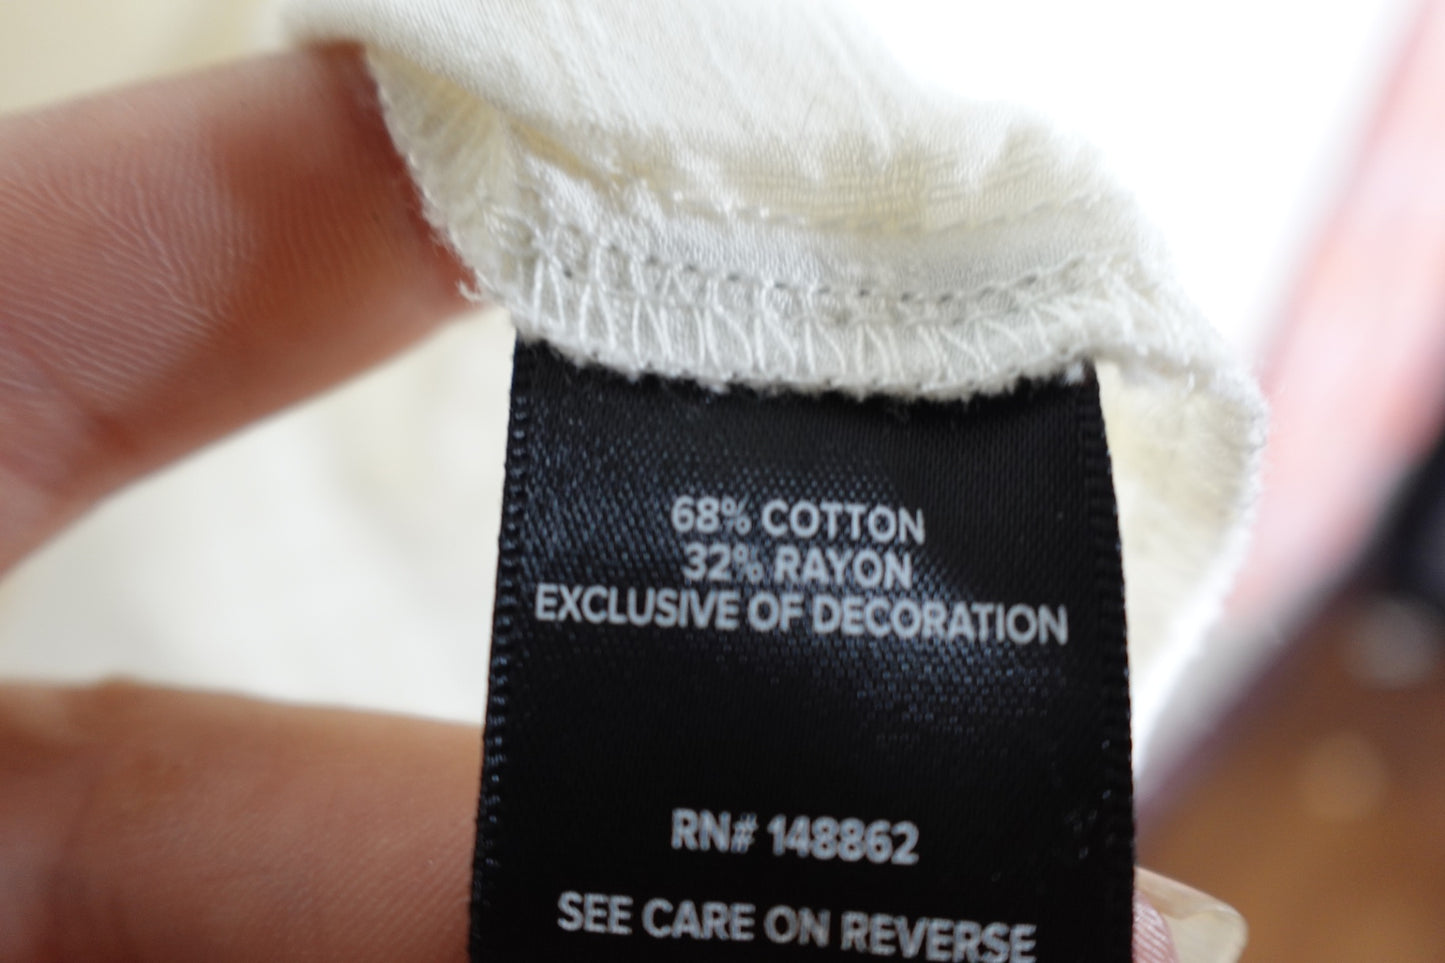 68% COTTON
32% RAYON
EXCLUSIVE OF DECORATION
RN# 148862
SEE CARE ON REVERSE